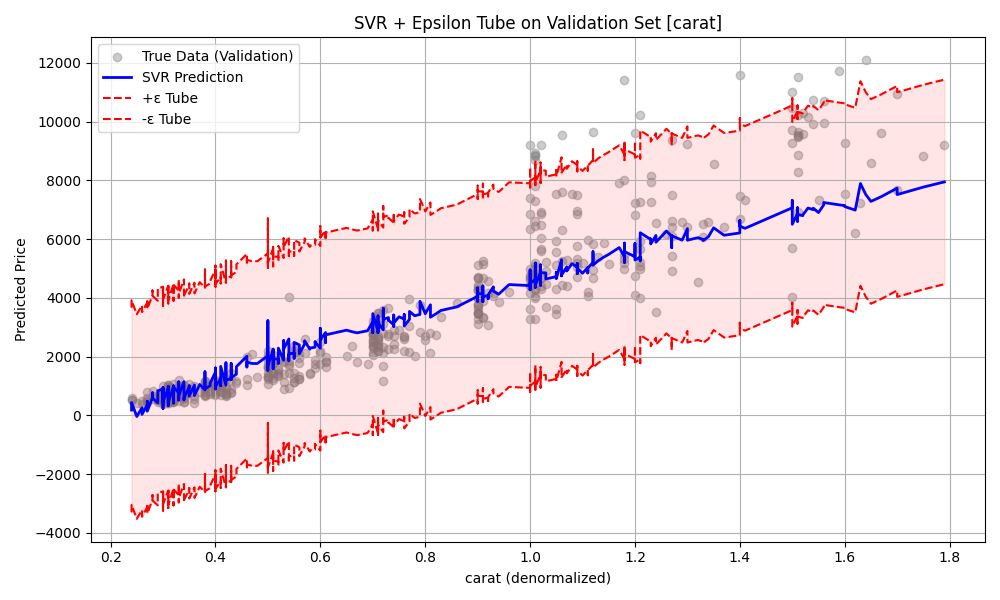 SVR + Epsilon Tube on Validation Set [carat]
True Data (Validation)
SVR Prediction
+ε Tube
-ε Tube
Predicted Price
12000
10000
8000
6000
4000
2000
0
−2000
−4000
0.2 0.4 0.6 0.8 1.0 1.2 1.4 1.6 1.8
carat (denormalized)